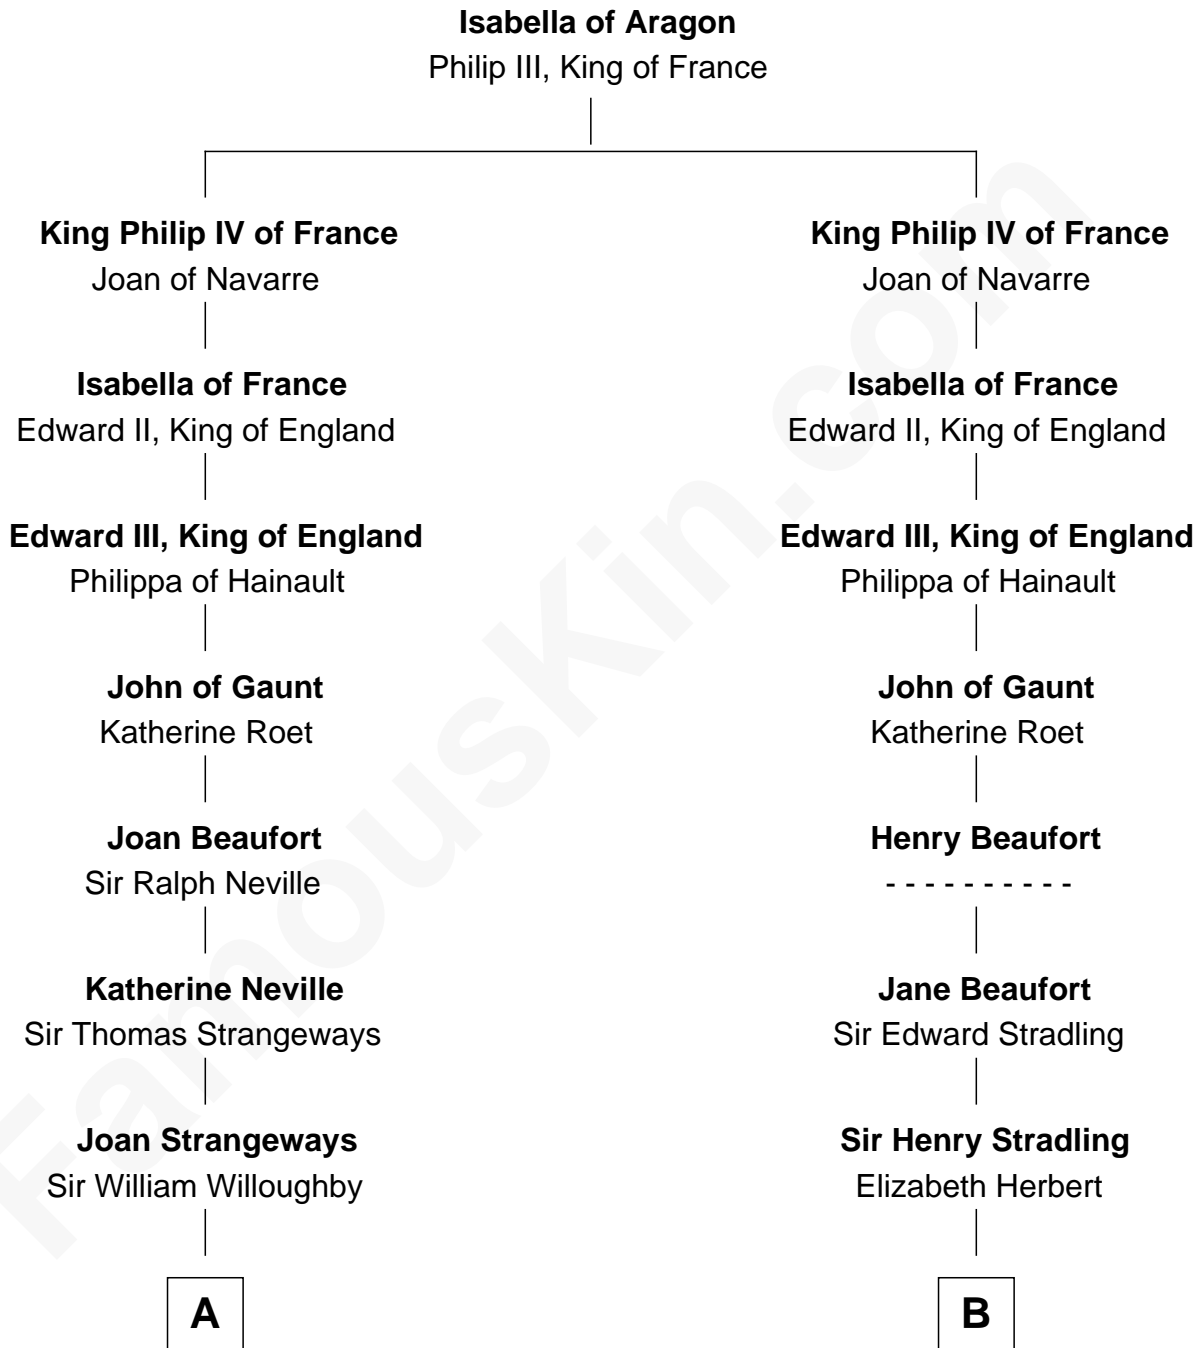 Isabella of Aragon
Philip III, King of France
King Philip IV of France
Joan of Navarre
Isabella of France
Edward II, King of England
Edward III, King of England
Philippa of Hainault
John of Gaunt
Katherine Roet
Joan Beaufort
Sir Ralph Neville
Katherine Neville
Sir Thomas Strangeways
Joan Strangeways
Sir William Willoughby
A
King Philip IV of France
Joan of Navarre
Isabella of France
Edward II, King of England
Edward III, King of England
Philippa of Hainault
John of Gaunt
Katherine Roet
Henry Beaufort
- - - - - - - - - -
Jane Beaufort
Sir Edward Stradling
Sir Henry Stradling
Elizabeth Herbert
B
FamousKin.com